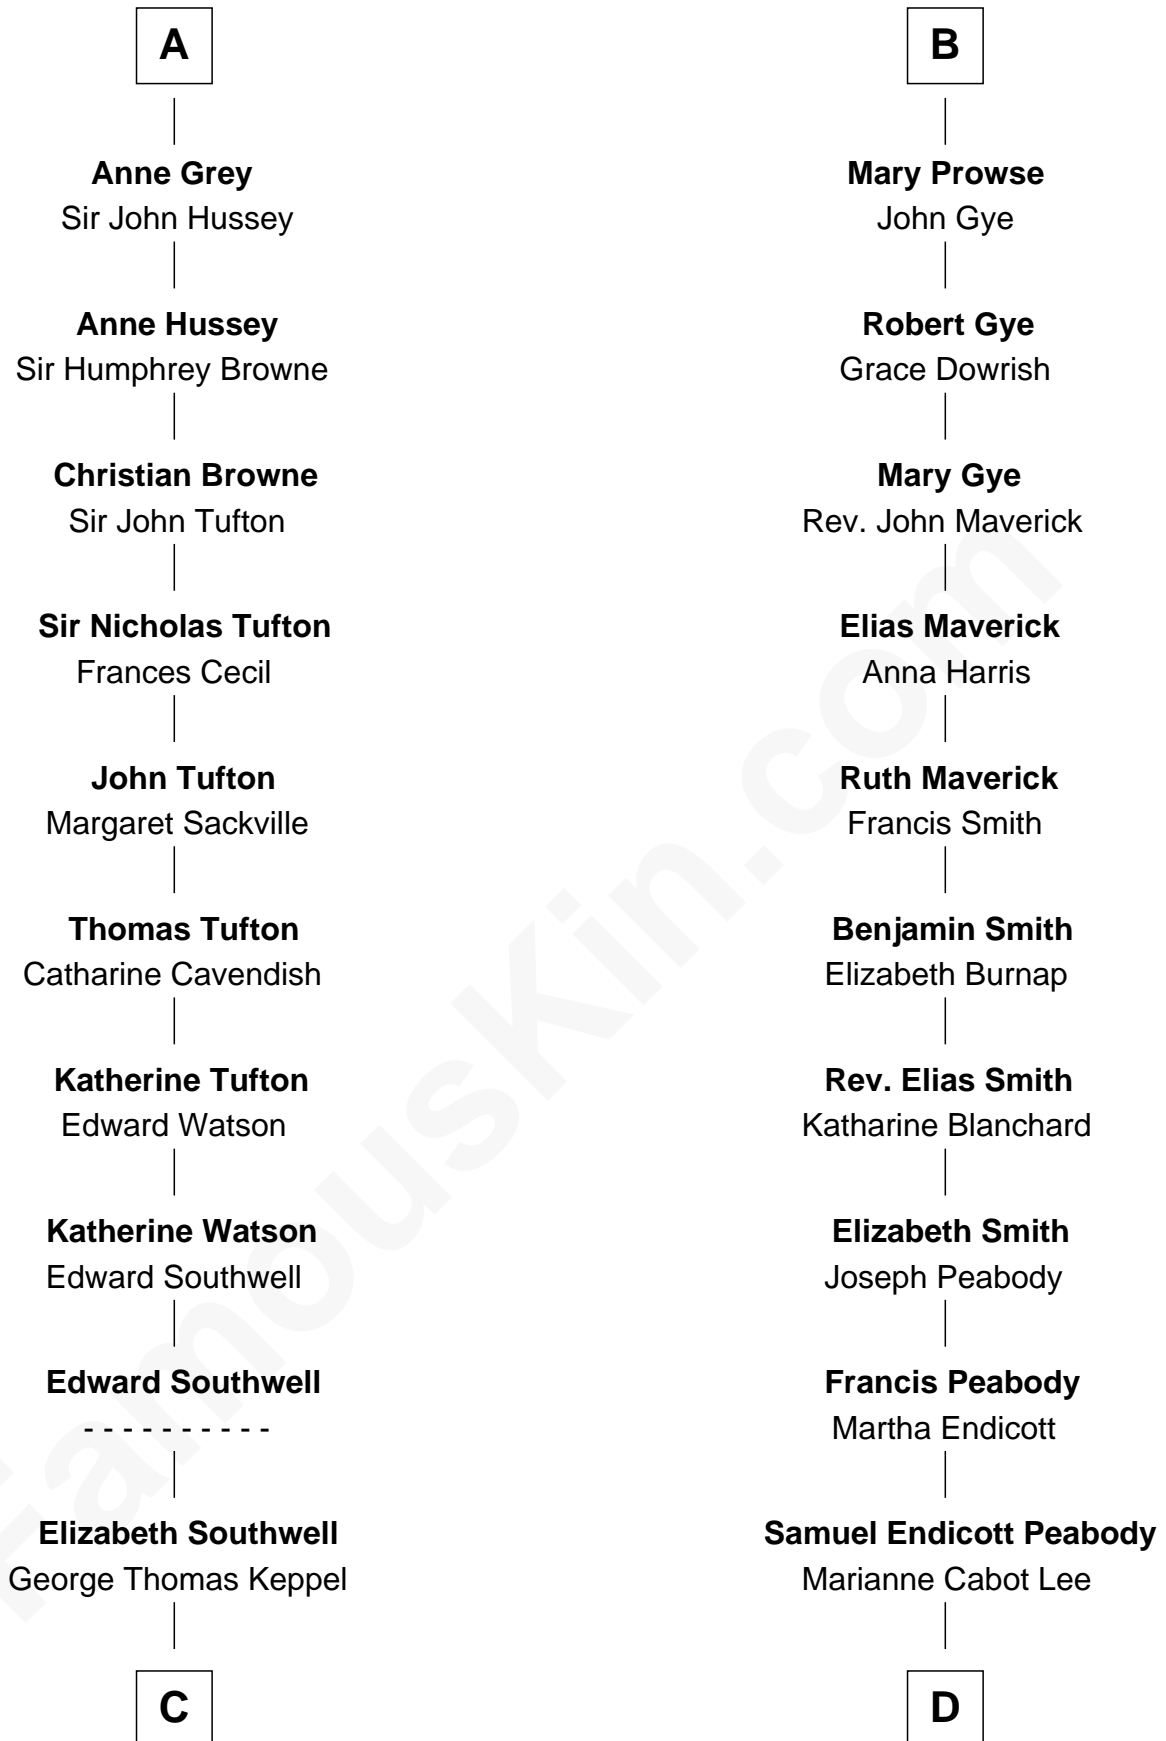 A
Anne Grey
Sir John Hussey
Anne Hussey
Sir Humphrey Browne
Christian Browne
Sir John Tufton
Sir Nicholas Tufton
Frances Cecil
John Tufton
Margaret Sackville
Thomas Tufton
Catharine Cavendish
Katherine Tufton
Edward Watson
Katherine Watson
Edward Southwell
Edward Southwell
- - - - - - - - - -
Elizabeth Southwell
George Thomas Keppel
C
B
Mary Prowse
John Gye
Robert Gye
Grace Dowrish
Mary Gye
Rev. John Maverick
Elias Maverick
Anna Harris
Ruth Maverick
Francis Smith
Benjamin Smith
Elizabeth Burnap
Rev. Elias Smith
Katharine Blanchard
Elizabeth Smith
Joseph Peabody
Francis Peabody
Martha Endicott
Samuel Endicott Peabody
Marianne Cabot Lee
D
FamousKin.com